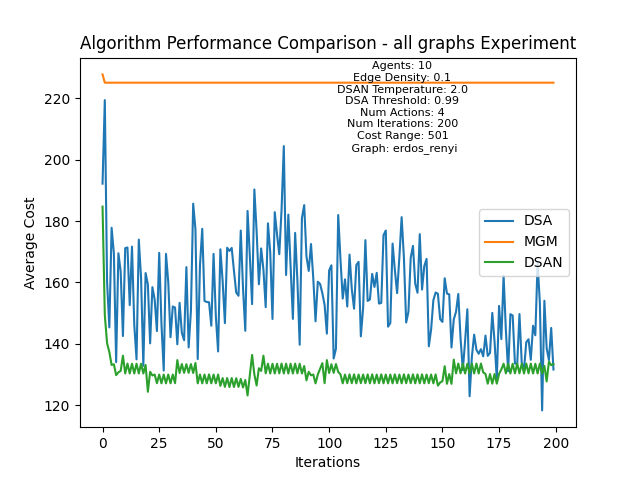 Algorithm Performance Comparison - all graphs Experiment
Agents: 10
Edge Density: 0.1
DSAN Temperature: 2.0
DSA Threshold: 0.99
Num Actions: 4
Num Iterations: 200
Cost Range: 501
Graph: erdos_renyi
220
200
180
160
140
120
Average Cost
DSA
MGM
DSAN
0 25 50 75 100 125 150 175 200
Iterations